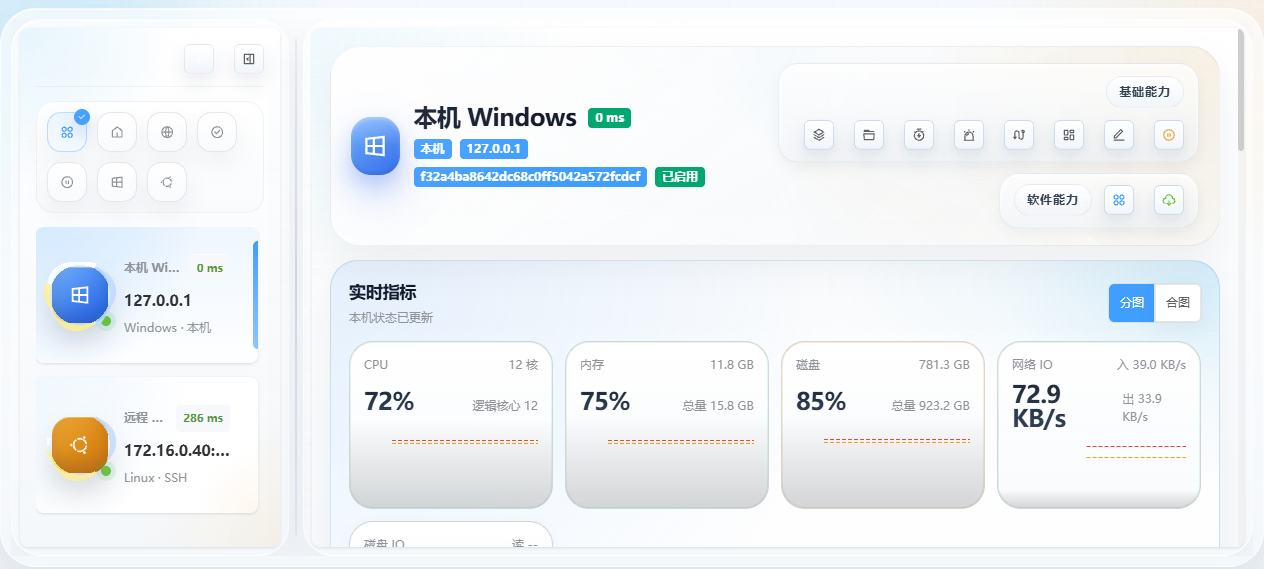 基础能力
本机 Windows
0 ms
本机
127.0.0.1
f32a4ba8642dc68c0ff5042a572fcdcf
已启用
软件能力
本机 Wi...
0 ms
127.0.0.1
Windows · 本机
远程 ...
286 ms
172.16.0.40:...
Linux · SSH
实时指标
本机状态已更新
分图
合图
CPU
12 核
72%
逻辑核心 12
内存
11.8 GB
75%
总量 15.8 GB
磁盘
781.3 GB
85%
总量 923.2 GB
网络 IO
入 39.0 KB/s
72.9
KB/s
出 33.9
KB/s
磁盘 IO
读 --